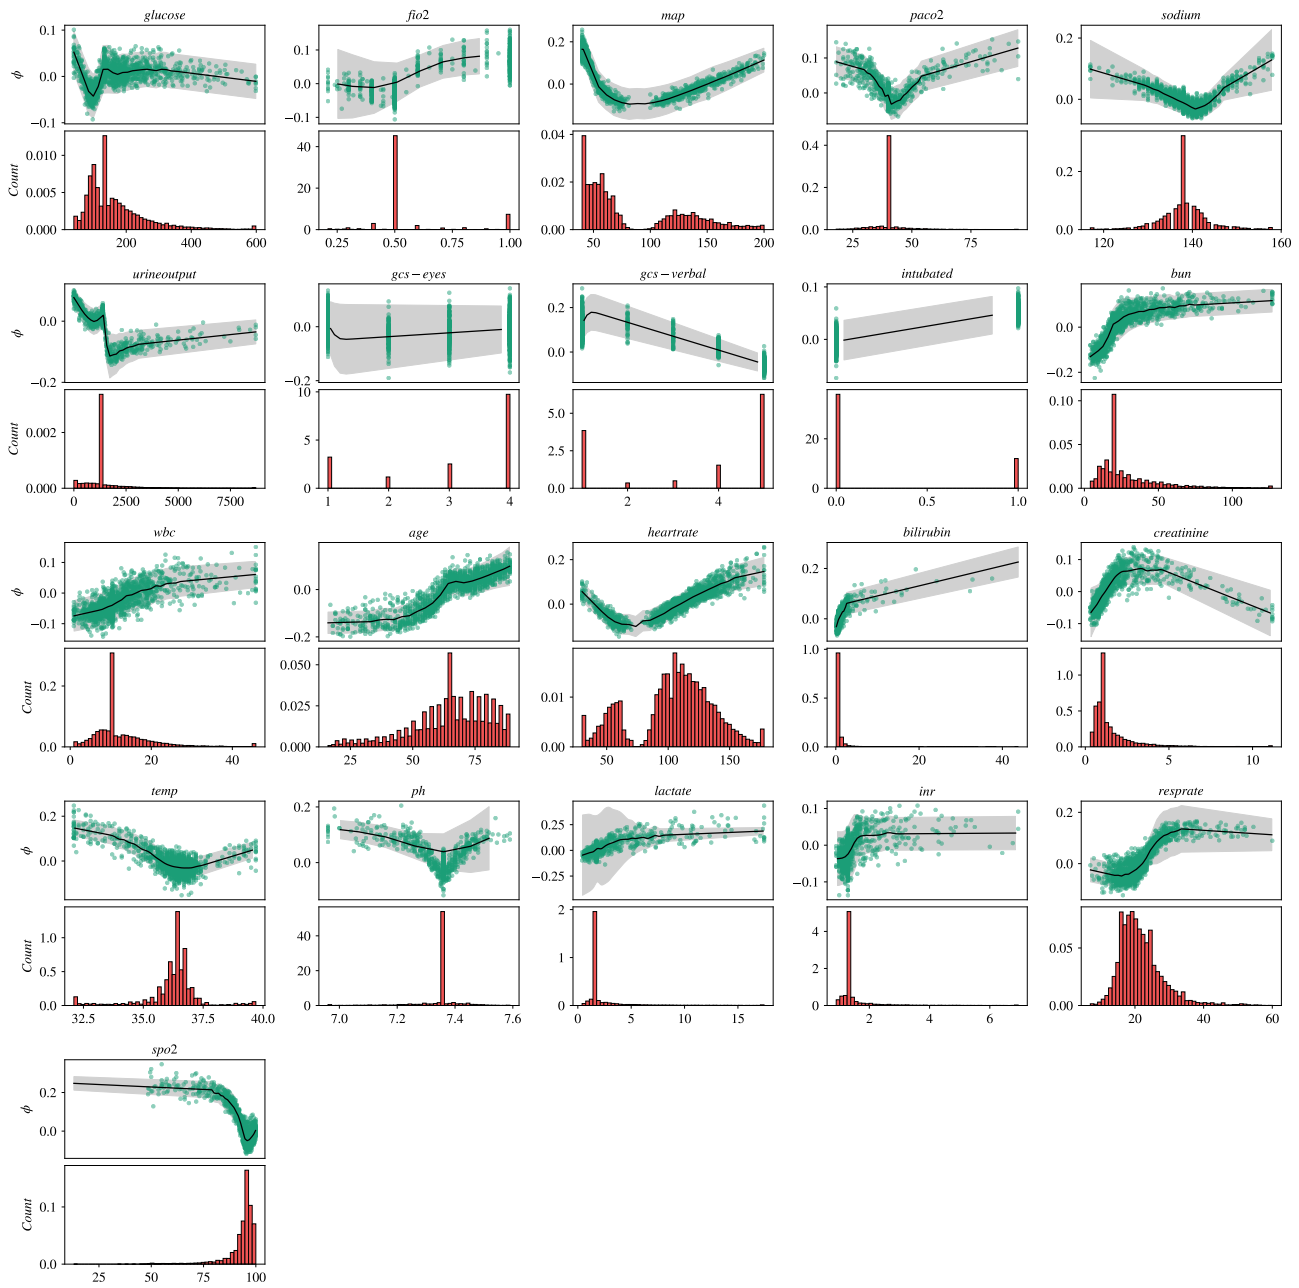 glucose fio2 map paco2 sodium
0.1 0.1 0.2 0.1 0.2
ϕ 0.0 0.0 0.0 0.0 0.0
−0.1 −0.1
0.010 40 0.04 0.4 0.2
Count 0.005 20 0.02 0.2
0.000 0 0.00 0.0 0.0
200 400 600 0.25 0.50 0.75 1.00 50 100 150 200 25 50 75 120 140 160
urineoutput gcs − eyes gcs − verbal intubated bun
ϕ 0.0 0.0 0.2 0.1 0.0
−0.2 −0.2 0.0 0.0 −0.2
0.002 10 5.0 20 0.10
Count 5 2.5 0.05
0.000 0 0.0 0 0.00
0 2500 5000 7500 1 2 3 4 2 4 0.0 0.5 1.0 0 50 100
wbc age heartrate bilirubin creatinine
0.1 0.2 0.2 0.1
ϕ 0.0 0.0 0.0 0.0 0.0
−0.1 −0.2 −0.1
0.2 0.050 0.01 1.0 1.0
Count 0.025 0.5 0.5
0.0 0.000 0.00 0.0 0.0
0 20 40 25 50 75 50 100 150 0 20 40 0 5 10
temp ph lactate inr resprate
0.2 0.2 0.25 0.1 0.1
ϕ 0.0 0.0 0.00 0.0 0.0
−0.25 −0.1
1.0 40 2 4 0.05
Count 0.5 20 1 2
0.0 0 0 0 0.00
32.5 35.0 37.5 40.0 7.0 7.2 7.4 7.6 0 5 10 15 2 4 6 20 40 60
spo2
0.2
ϕ 0.0
0.1
Count
0.0
25 50 75 100